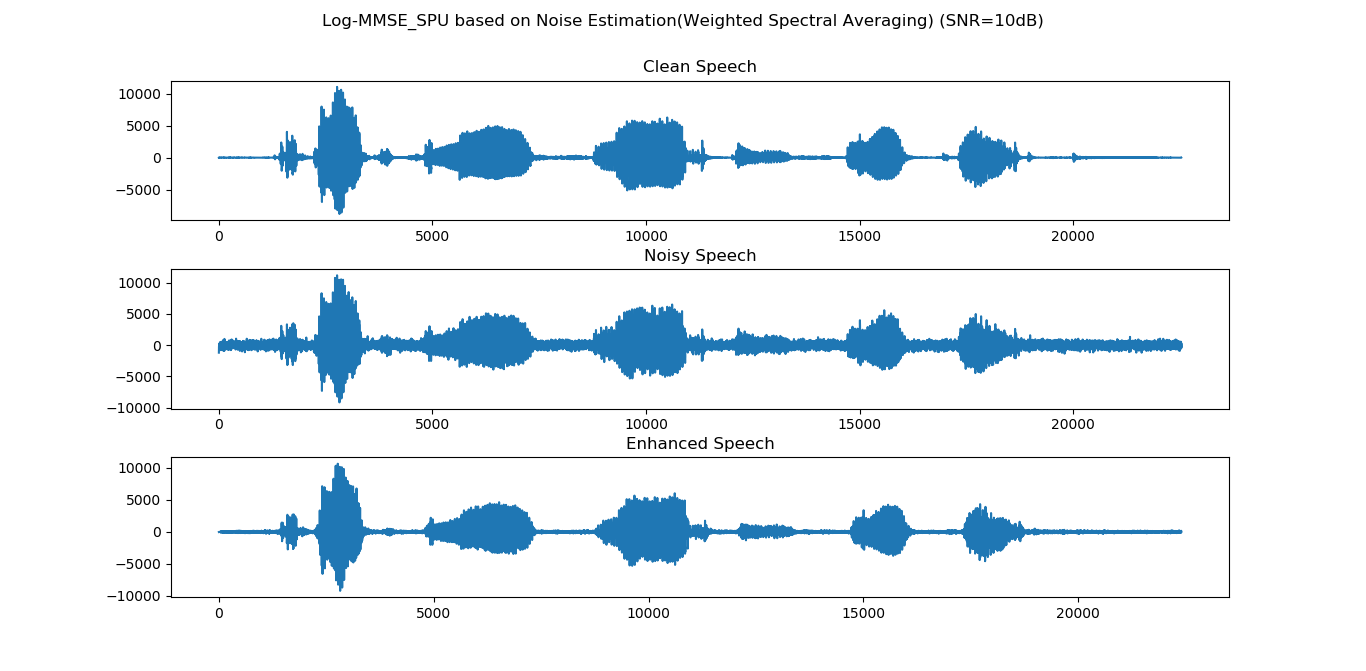 Log-MMSE_SPU based on Noise Estimation(Weighted Spectral Averaging) (SNR=10dB)
Clean Speech
10000
5000
0
−5000
0 5000 10000 15000 20000
Noisy Speech
10000
5000
0
−5000
−10000
0 5000 10000 15000 20000
Enhanced Speech
10000
5000
0
−5000
−10000
0 5000 10000 15000 20000